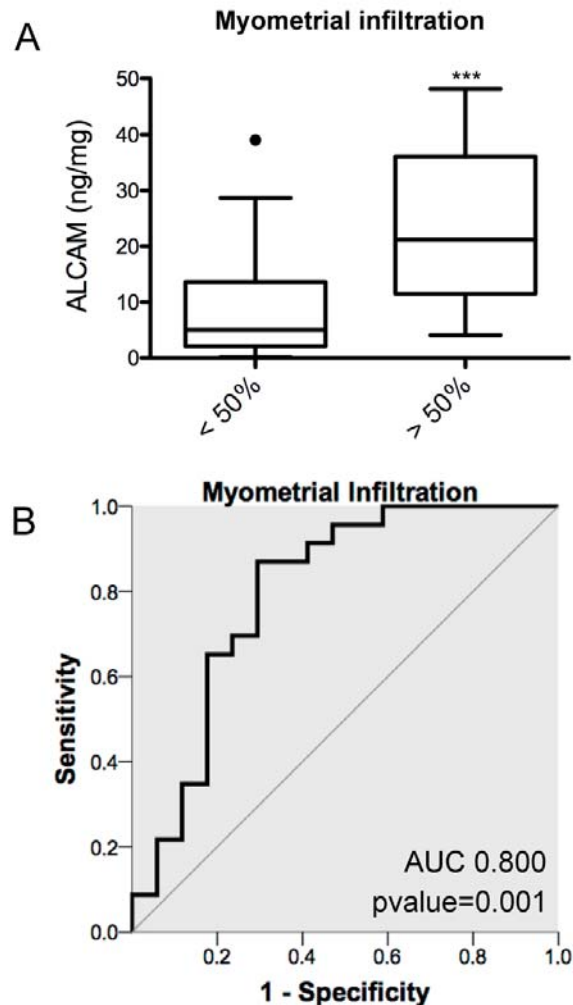 A
Myometrial infiltration
***
50
40
30
20
10
0
ALCAM (ng/mg)
< 50%
> 50%
B
Myometrial Infiltration
1.0
0.8
0.6
0.4
0.2
0.0
Sensitivity
AUC 0.800
pvalue=0.001
0.2
0.4
0.6
0.8
1.0
1 - Specificity